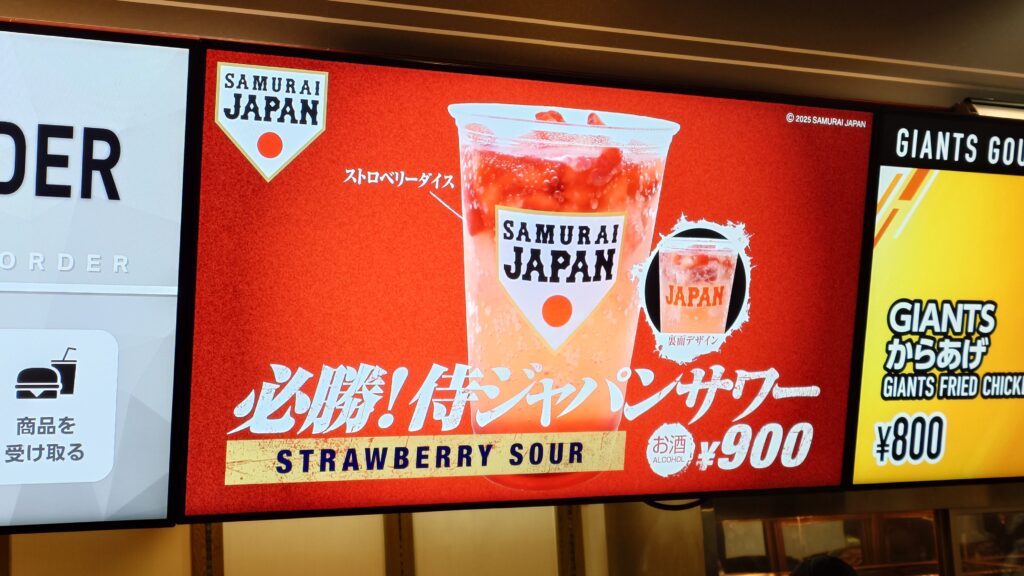 DER
ORDER
商品を
受け取る
SAMURAI
JAPAN
© 2025 SAMURAI JAPAN
ストロベリーダイス
SAMURAI
JAPAN
JAPAN
裏面デザイン
必勝!侍ジャパンサワー
STRAWBERRY SOUR
お酒
ALCOHOL
¥900
GIANTS GOU
GIANTS
からあげ
GIANTS FRIED CHICK
¥800